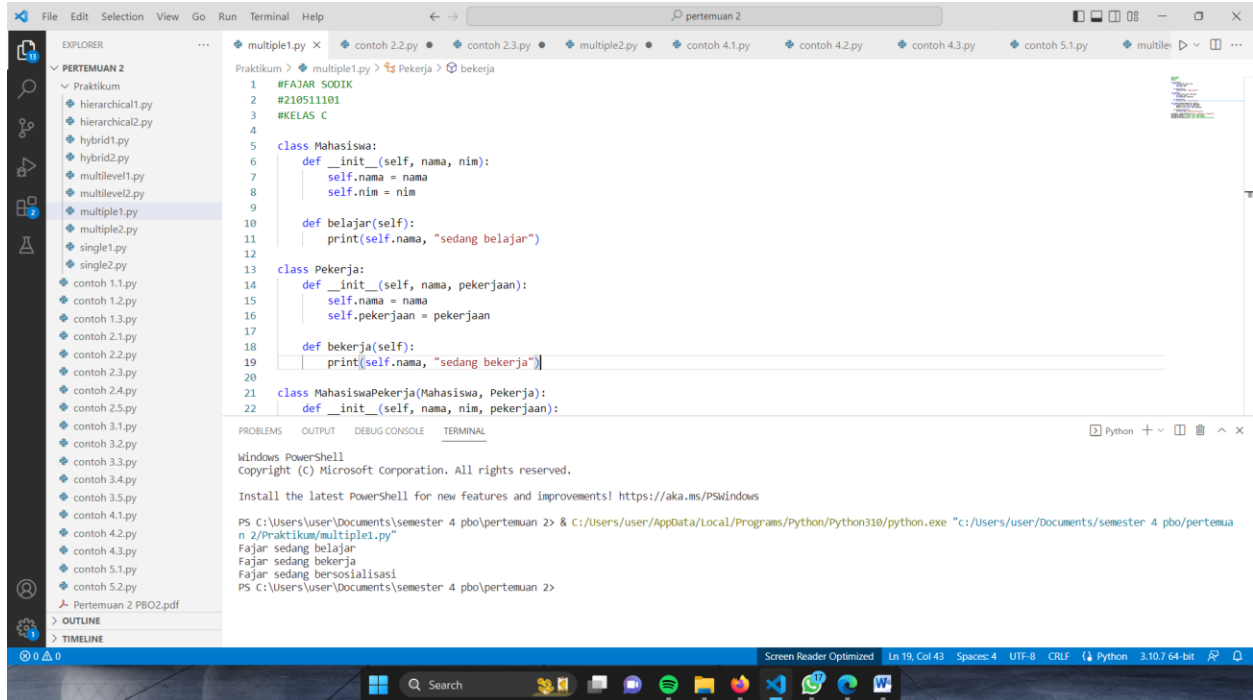 File Edit Selection View Go Run Terminal Help
pertemuan 2
EXPLORER
multiple1.py contoh 2.2.py contoh 2.3.py multiple2.py contoh 4.1.py contoh 4.2.py contoh 4.3.py contoh 5.1.py multile
13
PERTEMUAN 2
Praktikum
hierarchical1.py
hierarchical2.py
hybrid1.py
hybrid2.py
multilevel1.py
multilevel2.py
multiple1.py
multiple2.py
single1.py
single2.py
contoh 1.1.py
contoh 1.2.py
contoh 1.3.py
contoh 2.1.py
contoh 2.2.py
contoh 2.3.py
contoh 2.4.py
contoh 2.5.py
contoh 3.1.py
contoh 3.2.py
contoh 3.3.py
contoh 3.4.py
contoh 3.5.py
contoh 4.1.py
contoh 4.2.py
contoh 4.3.py
contoh 5.1.py
contoh 5.2.py
Pertemuan 2 PBO2.pdf
OUTLINE
TIMELINE
2
1
Praktikum > multiple1.py > Pekerja > bekerja
1 #FAJAR SODIK
2 #210511101
3 #KELAS C
4
5 class Mahasiswa:
6 def __init__(self, nama, nim):
7 self.nama = nama
8 self.nim = nim
9
10 def belajar(self):
11 print(self.nama, "sedang belajar")
12
13 class Pekerja:
14 def __init__(self, nama, pekerjaan):
15 self.nama = nama
16 self.pekerjaan = pekerjaan
17
18 def bekerja(self):
19 print(self.nama, "sedang bekerja")
20
21 class MahasiswaPekerja(Mahasiswa, Pekerja):
22 def __init__(self, nama, nim, pekerjaan):
PROBLEMS OUTPUT DEBUG CONSOLE TERMINAL
Python
Windows PowerShell
Copyright (C) Microsoft Corporation. All rights reserved.
Install the latest PowerShell for new features and improvements! https://aka.ms/PSWindows
PS C:\Users\user\Documents\semester 4 pbo\pertemuan 2> & C:/Users/user/AppData/Local/Programs/Python/Python310/python.exe "c:/Users/user/Documents/semester 4 pbo/pertemua
n 2/Praktikum/multiple1.py"
Fajar sedang belajar
Fajar sedang bekerja
Fajar sedang bersosialisasi
PS C:\Users\user\Documents\semester 4 pbo\pertemuan 2>
0 0
Screen Reader Optimized Ln 19, Col 43 Spaces: 4 UTF-8 CRLF Python 3.10.7 64-bit
Search
17